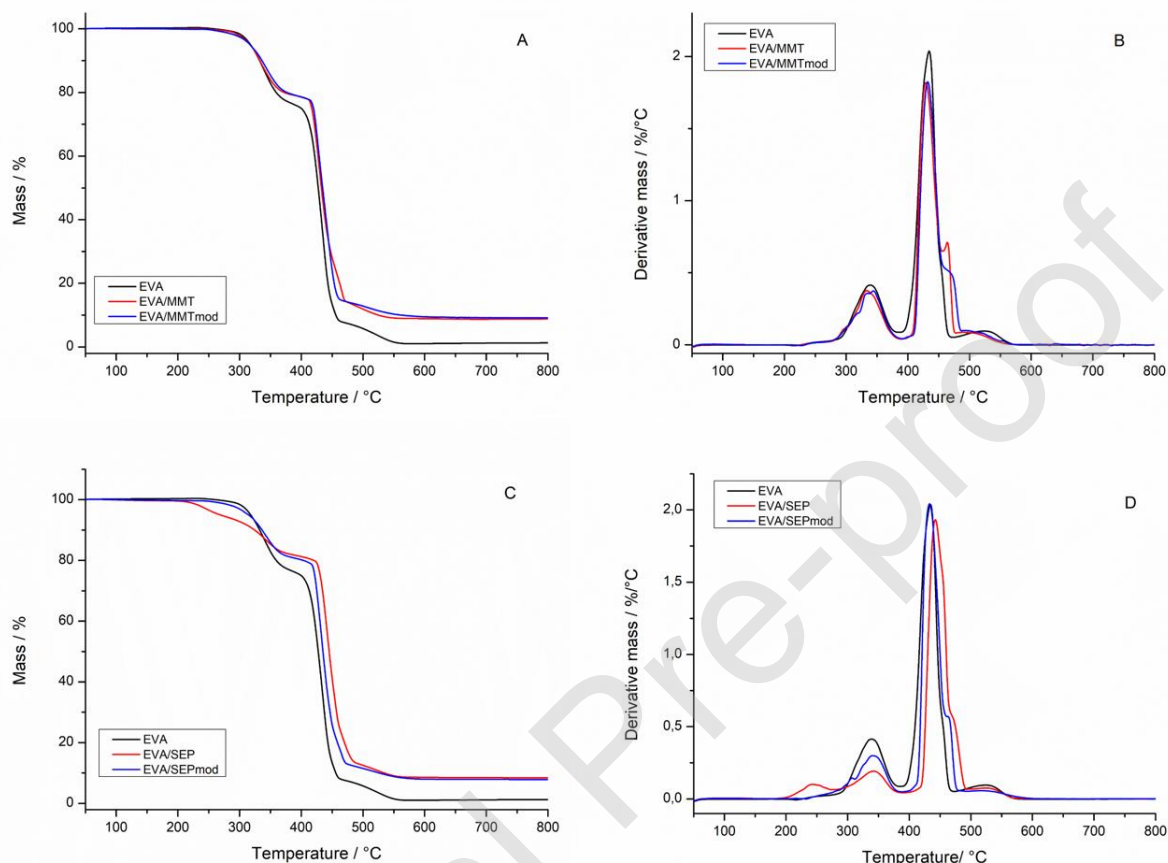 A
Mass / %
100
80
60
40
20
0
EVA
EVA/MMT
EVA/MMTmod
100 200 300 400 500 600 700 800
Temperature / °C
B
Derivative mass / %/°C
2
1
0
EVA
EVA/MMT
EVA/MMTmod
100 200 300 400 500 600 700 800
Temperature / °C
C
Mass / %
100
80
60
40
20
0
EVA
EVA/SEP
EVA/SEPmod
100 200 300 400 500 600 700 800
Temperature / °C
D
Derivative mass / %/°C
2,0
1,5
1,0
0,5
0,0
EVA
EVA/SEP
EVA/SEPmod
100 200 300 400 500 600 700 800
Temperature/ °C
l Pre-proof